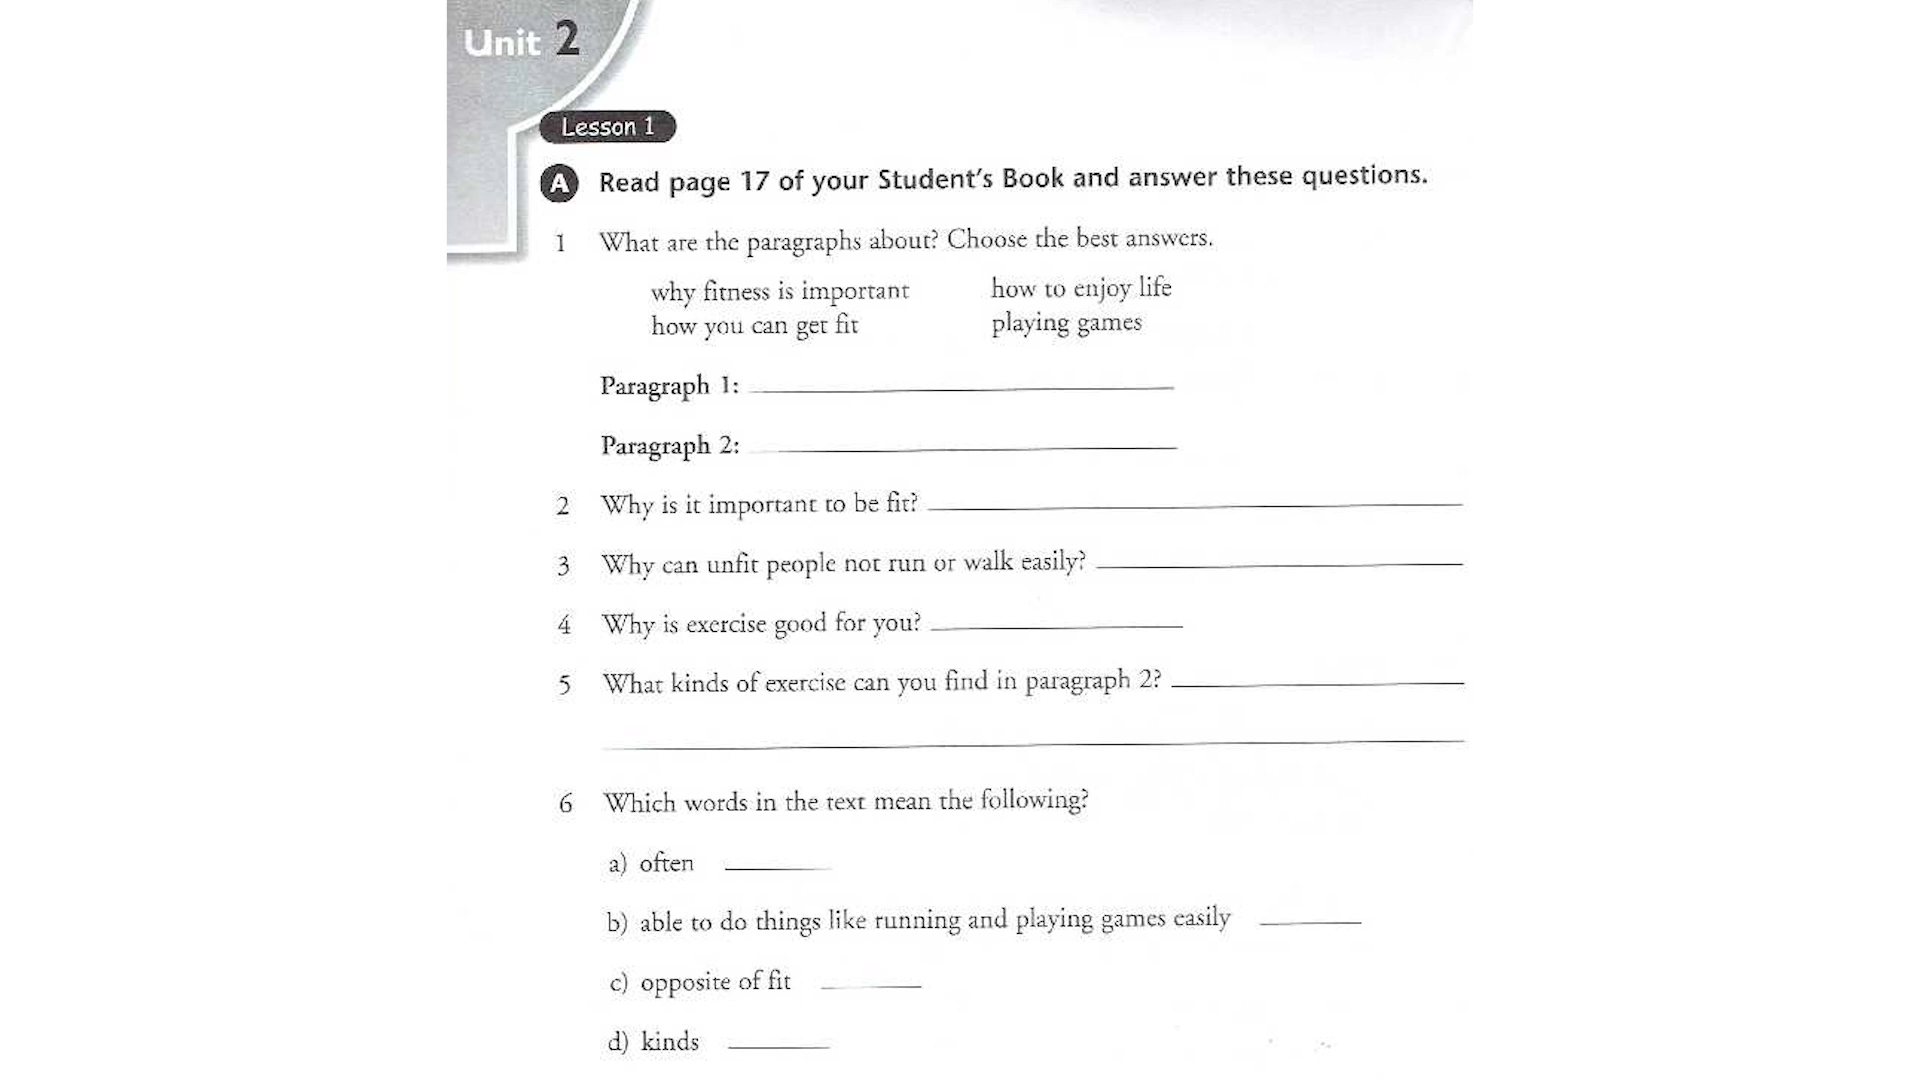 Unit 2
Lesson 1
A Read page 17 of your Student's Book and answer these questions.
1 What are the paragraphs about? Choose the best answers.
why fitness is important how to enjoy life
how you can get fit playing games
Paragraph 1:
Paragraph 2:
2 Why is it important to be fit?
3 Why can unfit people not run or walk easily?
4 Why is exercise good for you?
5 What kinds of exercise can you find in paragraph 2?
6 Which words in the text mean the following?
a) often
b) able to do things like running and playing games easily
c) opposite of fit
d) kinds